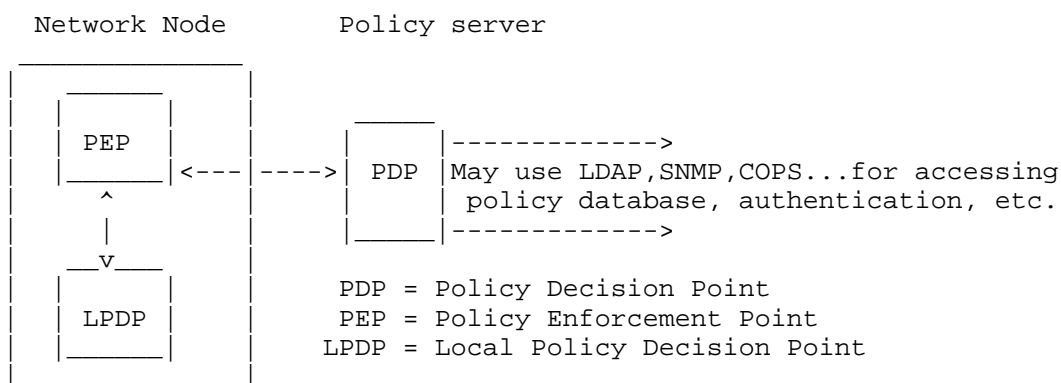 Network Node Policy server
PEP
PDP
May use LDAP,SNMP,COPS...for accessing
policy database, authentication, etc.
LPDP
PDP = Policy Decision Point
PEP = Policy Enforcement Point
LPDP = Local Policy Decision Point